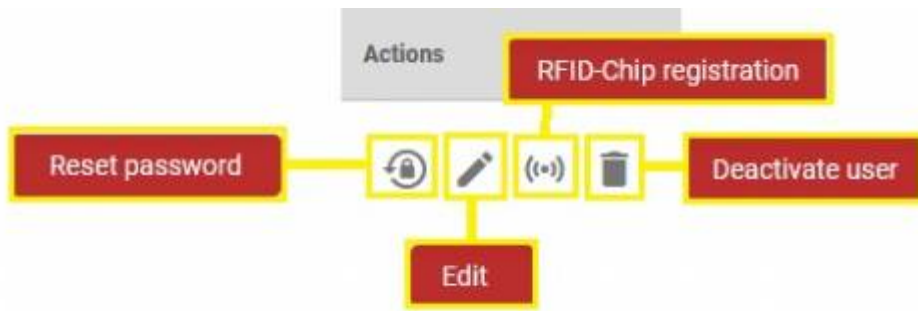 Actions
RFID-Chip registration
Reset password
Deactivate user
Edit